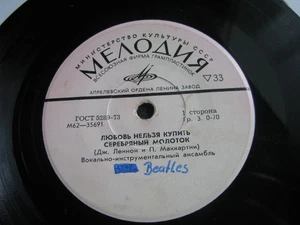 МИНИСТЕРСТВО КУЛЬТУРЫ СССР
МЕЛОДИЯ
ВСЕСОЮЗНАЯ ФИРМА ГРАМПЛАСТИНОК
▽33
АПРЕЛЕВСКИЙ ОРДЕНА ЛЕНИНА ЗАВОД
ГОСТ 5289-73
1 сторона
М62—35691
Гр. 3. 0-70
ЛЮБОВЬ НЕЛЬЗЯ КУПИТЬ
СЕРЕБРЯНЫЙ МОЛОТОК
(Дж. Леннон и П. Маккартни)
Вокально-инструментальный ансамбль
Beatles